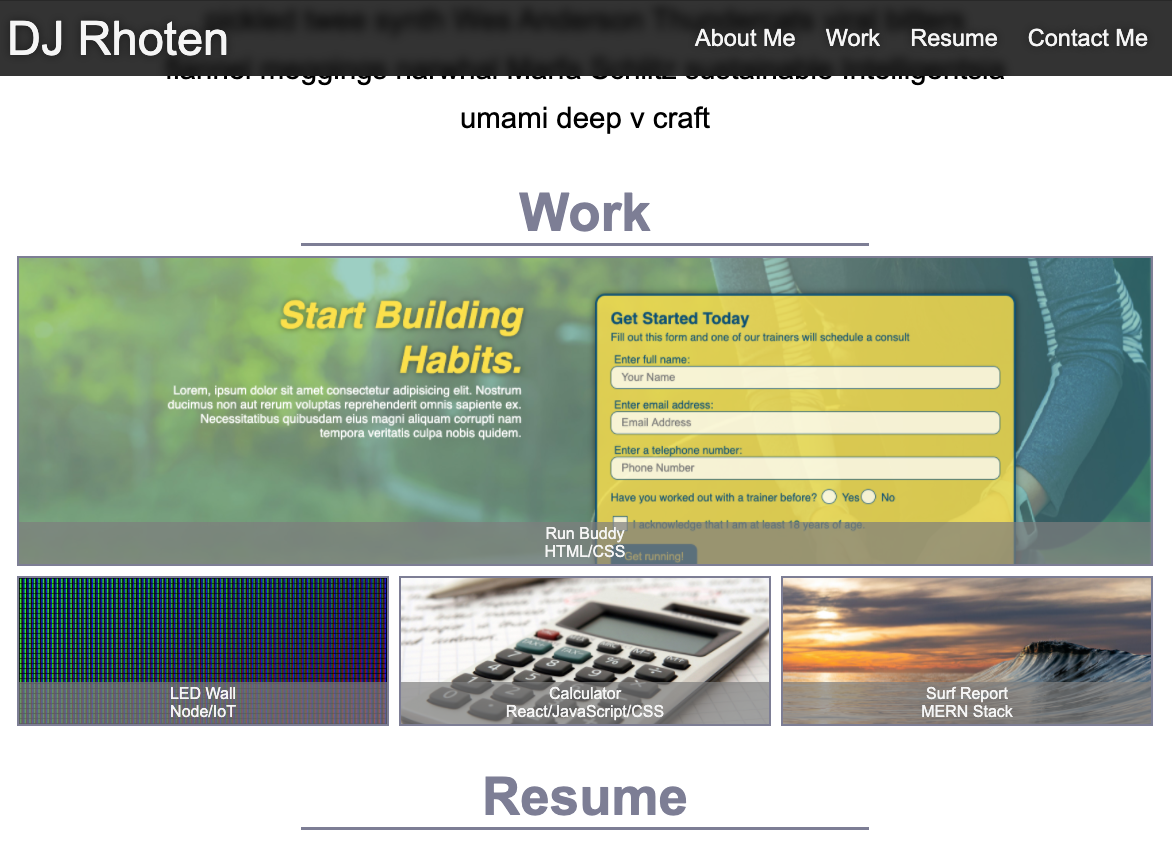 DJ Rhoten
About Me Work Resume Contact Me
flannel meggings narwhal Marfa Schlitz sustainable Intelligentsia
umami deep v craft
Work
Start Building
Habits.
Lorem, ipsum dolor sit amet consectetur adipisicing elit. Nostrum
ducimus non aut rerum voluptas reprehenderit omnis sapiente ex.
Necessitatibus quibusdam eius magni aliquam corrupti nam
tempora veritatis culpa nobis quidem.
Get Started Today
Fill out this form and one of our trainers will schedule a consult
Enter full name:
Your Name
Enter email address:
Email Address
Enter a telephone number:
Phone Number
Have you worked out with a trainer before? Yes No
I acknowledge that I am at least 18 years of age.
Get running!
Run Buddy
HTML/CSS
LED Wall
Node/IoT
Calculator
React/JavaScript/CSS
Surf Report
MERN Stack
Resume